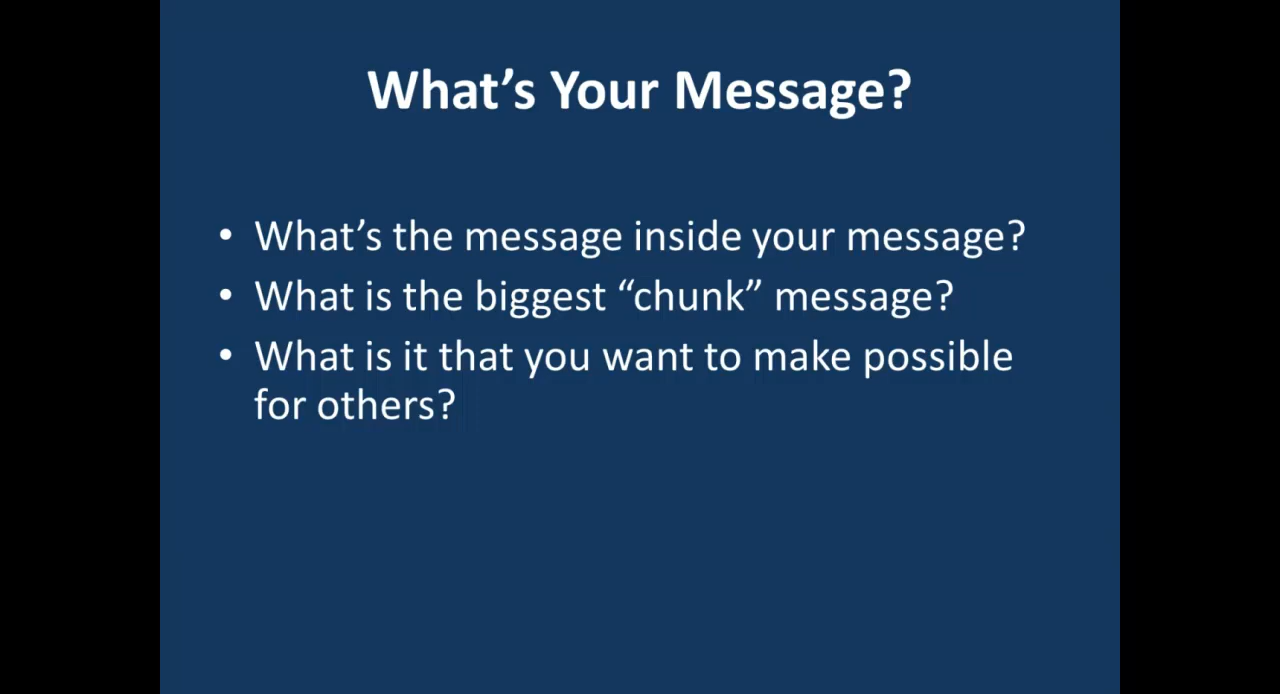 What’s Your Message?
• What’s the message inside your message?
• What is the biggest “chunk” message?
• What is it that you want to make possible
for others?